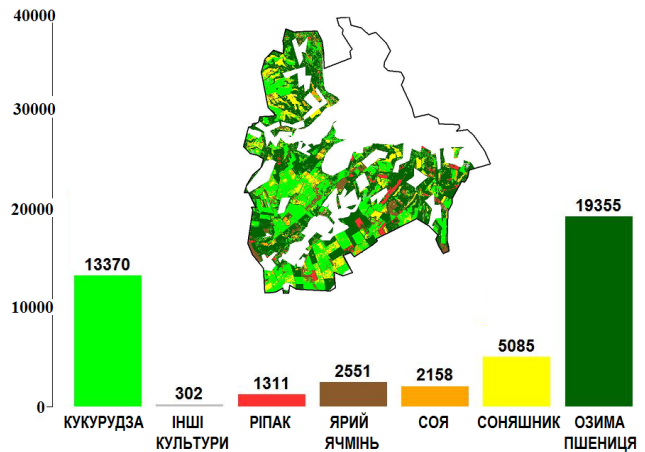 40000
30000
20000
10000
0
13370
302
1311
2551
2158
5085
19355
КУКУРУДЗА
ІНШІ
КУЛЬТУРИ
РІПАК
ЯРИЙ
ЯЧМІНЬ
СОЯ
СОНЯШНИК
ОЗИМА
ПШЕНИЦЯ